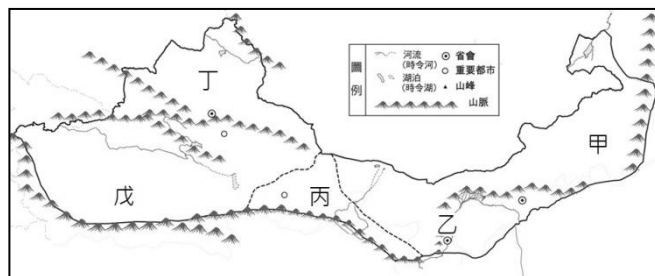 圖例
河流
(時令河)
湖泊
(時令湖)
山脈
省會
重要都市
山峰
丁
甲
戊
丙
乙